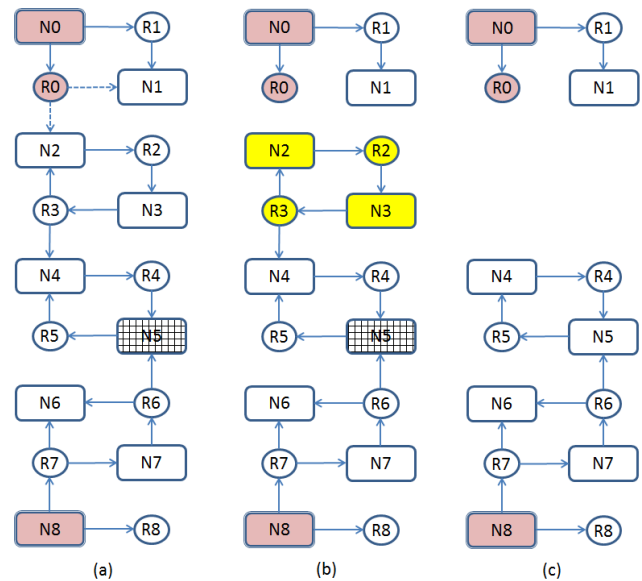 N0 R1 N0 R1 N0 R1
R0 N1 R0 N1 R0 N1
N2 R2 N2 R2
R3 N3 R3 N3
N4 R4 N4 R4 N4 R4
R5 N5 R5 N5 R5 N5
N6 R6 N6 R6 N6 R6
R7 N7 R7 N7 R7 N7
N8 R8 N8 R8 N8 R8
(a) (b) (c)